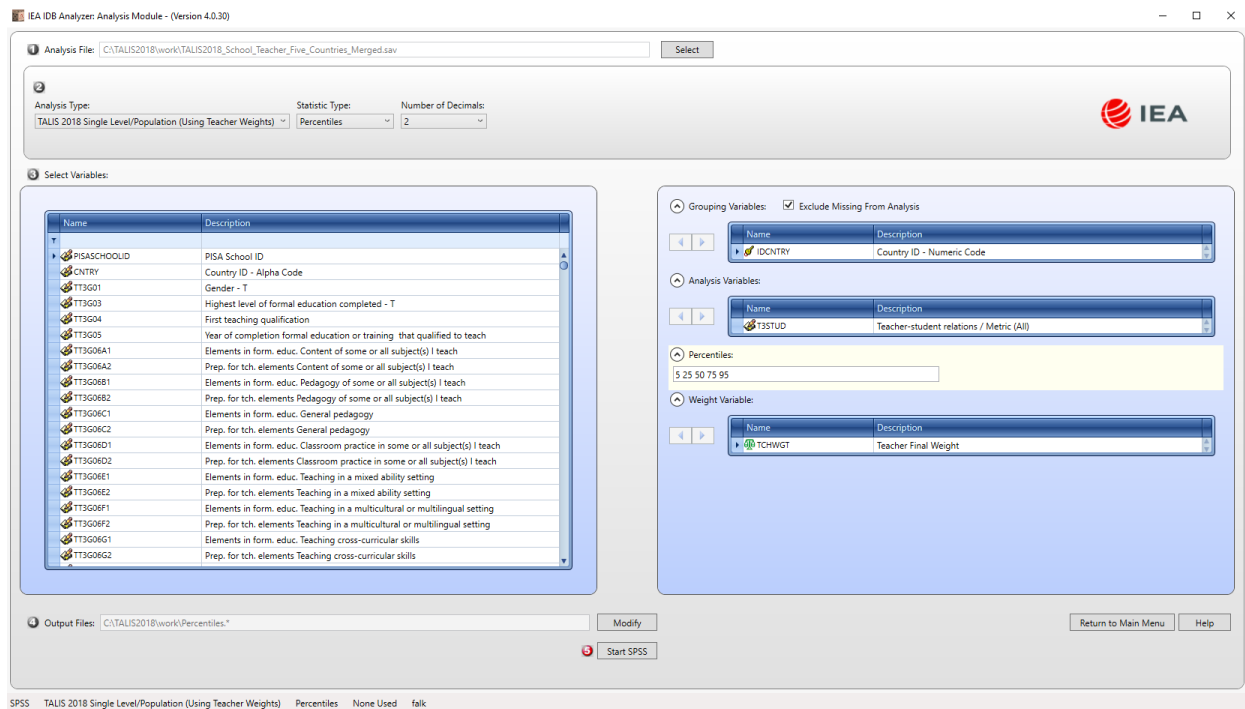 IEA IDB Analyzer: Analysis Module - (Version 4.0.30)
1 Analysis File: C:\TALIS2018\work\TALIS2018_School_Teacher_Five_Countries_Merged.sav Select
2
Analysis Type: Statistic Type: Number of Decimals:
TALIS 2018 Single Level/Population (Using Teacher Weights) Percentiles 2
IEA
3 Select Variables:
Name Description
PISASCHOOLID PISA School ID
CNTRY Country ID - Alpha Code
TT3G01 Gender - T
TT3G03 Highest level of formal education completed - T
TT3G04 First teaching qualification
TT3G05 Year of completion formal education or training that qualified to teach
TT3G06A1 Elements in form. educ. Content of some or all subject(s) I teach
TT3G06A2 Prep. for tch. elements Content of some or all subject(s) I teach
TT3G06B1 Elements in form. educ. Pedagogy of some or all subject(s) I teach
TT3G06B2 Prep. for tch. elements Pedagogy of some or all subject(s) I teach
TT3G06C1 Elements in form. educ. General pedagogy
TT3G06C2 Prep. for tch. elements General pedagogy
TT3G06D1 Elements in form. educ. Classroom practice in some or all subject(s) I teach
TT3G06D2 Prep. for tch. elements Classroom practice in some or all subject(s) I teach
TT3G06E1 Elements in form. educ. Teaching in a mixed ability setting
TT3G06E2 Prep. for tch. elements Teaching in a mixed ability setting
TT3G06F1 Elements in form. educ. Teaching in a multicultural or multilingual setting
TT3G06F2 Prep. for tch. elements Teaching in a multicultural or multilingual setting
TT3G06G1 Elements in form. educ. Teaching cross-curricular skills
TT3G06G2 Prep. for tch. elements Teaching cross-curricular skills
Grouping Variables: Exclude Missing From Analysis
Name Description
IDCNTRY Country ID - Numeric Code
Analysis Variables:
Name Description
T3STUD Teacher-student relations / Metric (All)
Percentiles:
5 25 50 75 95
Weight Variable:
Name Description
TCHWGT Teacher Final Weight
4 Output Files: C:\TALIS2018\work\Percentiles.* Modify Return to Main Menu Help
5 Start SPSS
SPSS TALIS 2018 Single Level/Population (Using Teacher Weights) Percentiles None Used falk